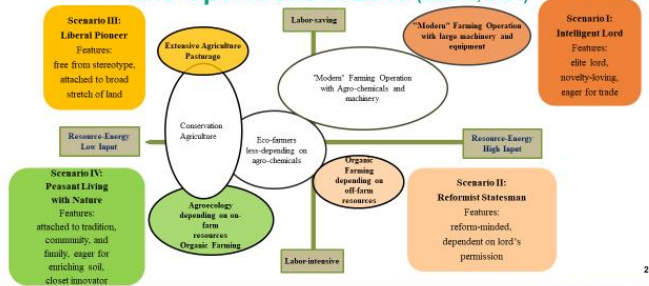 Scenario III:
Liberal Pioneer
Features:
free from stereotype,
attached to broad
stretch of land
Extensive Agriculture
Pasturage
Labor-saving
"Modern" Farming Operation
with large machinery and
equipment
Scenario I:
Intelligent Lord
Features:
elite lord,
novelty-loving,
eager for trade
"Modern" Farming Operation
with Agro-chemicals and
machinery
Conservation
Agriculture
Eco-farmers
less-depending on
agro-chemicals
Resource-Energy
Low Input
Resource-Energy
High Input
Organic
Farming
depending on
off-farm
resources
Scenario IV:
Peasant Living
with Nature
Features:
attached to tradition,
community, and
family, eager for
enriching soil,
closet innovator
Agroecology
depending on on-
farm
resources
Organic Farming
Labor-intensive
Scenario II:
Reformist Statesman
Features:
reform-minded,
dependent on lord's
permission
2